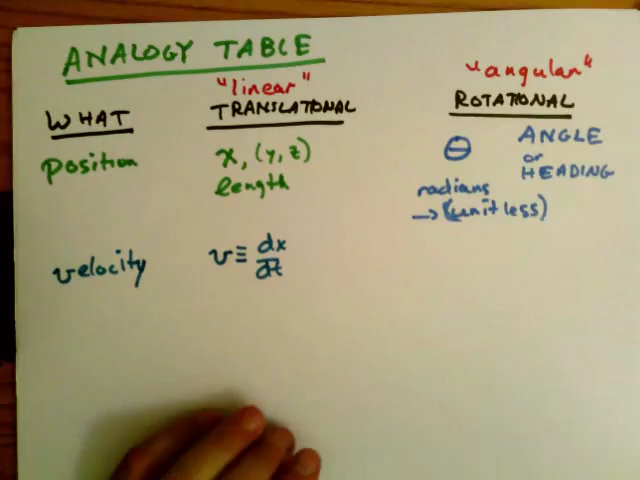 ANALOGY TABLE
"linear"
"angular"
WHAT
TRANSLATIONAL
ROTATIONAL
position
x, (y, z)
length
θ
ANGLE
or
HEADING
radians
→ (unitless)
velocity
v ≡ dx/dt